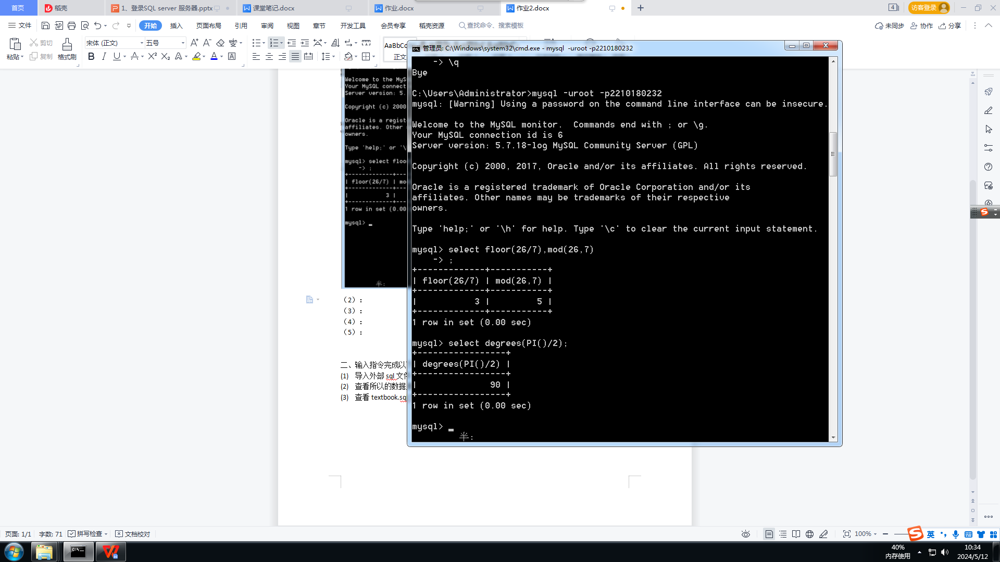 首页 稻壳 1、登录SQL server 服务器.pptx 课堂笔记.docx 作业.docx 作业2.docx 4 访客登录
文件 开始 插入 页面布局 引用 审阅 视图 章节 开发工具 会员专享 稻壳资源 查找命令、搜索模板 未同步 协作 分享
粘贴 剪切 复制 格式刷 宋体 (正文) 五号 AaBbCc 正文
管理员: C:\Windows\system32\cmd.exe - mysql -uroot -p2210180232
-> \q
Bye
C:\Users\Administrator>mysql -uroot -p2210180232
mysql: [Warning] Using a password on the command line interface can be insecure.
Welcome to the MySQL monitor.  Commands end with ; or \g.
Your MySQL connection id is 6
Server version: 5.7.18-log MySQL Community Server (GPL)
Copyright (c) 2000, 2017, Oracle and/or its affiliates. All rights reserved.
Oracle is a registered trademark of Oracle Corporation and/or its
affiliates. Other names may be trademarks of their respective
owners.
Type 'help;' or '\h' for help. Type '\c' to clear the current input statement.
mysql> select floor(26/7),mod(26,7)
-> ;
+-------------+-----------+
| floor(26/7) | mod(26,7) |
+-------------+-----------+
|           3 |         5 |
+-------------+-----------+
1 row in set (0.00 sec)
mysql> select degrees(PI()/2);
+-----------------+
| degrees(PI()/2) |
+-----------------+
|              90 |
+-----------------+
1 row in set (0.00 sec)
mysql> _
半:
Welcome to the MyS
Your MySQL connect
Server version: 5.
Copyright (c) 2000
Oracle is a regist
affiliates. Other
owners.
Type 'help;' or '\
mysql> select floo
-> ;
| floor(26/7) | mo
| 3 |
1 row in set (0.00
mysql> _
半:
（2）：
（3）：
（4）：
（5）：
二、输入指令完成以
(1) 导入外部 sql 文件
(2) 查看所以的数据
(3) 查看 textbook.sq
页面: 1/1 字数: 71 拼写检查 文档校对 100% 英
40%
内存使用
10:34
2024/5/12